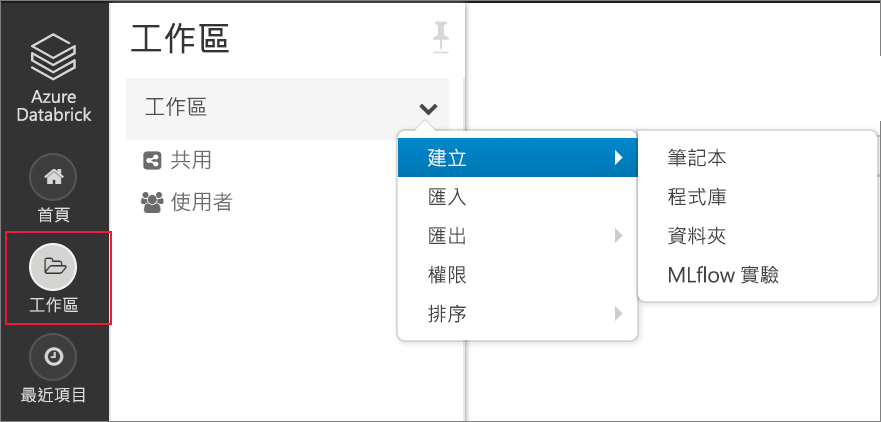 Azure
Databrick
首頁
工作區
最近項目
工作區
工作區
共用
使用者
建立
匯入
匯出
權限
排序
筆記本
程式庫
資料夾
MLflow 實驗